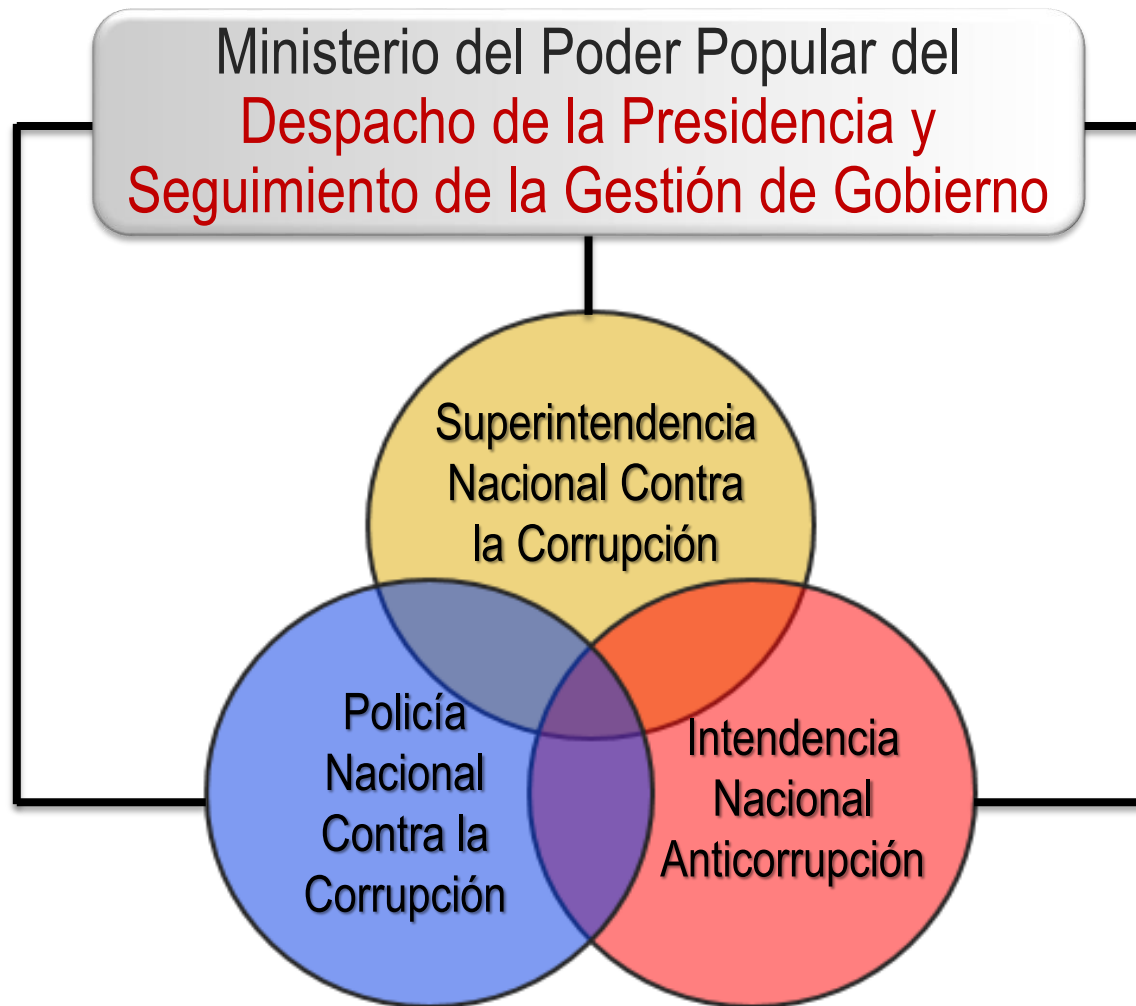 Ministerio del Poder Popular del
Despacho de la Presidencia y
Seguimiento de la Gestión de Gobierno
Superintendencia
Nacional Contra
la Corrupción
Policía
Nacional
Contra la
Corrupción
Intendencia
Nacional
Anticorrupción